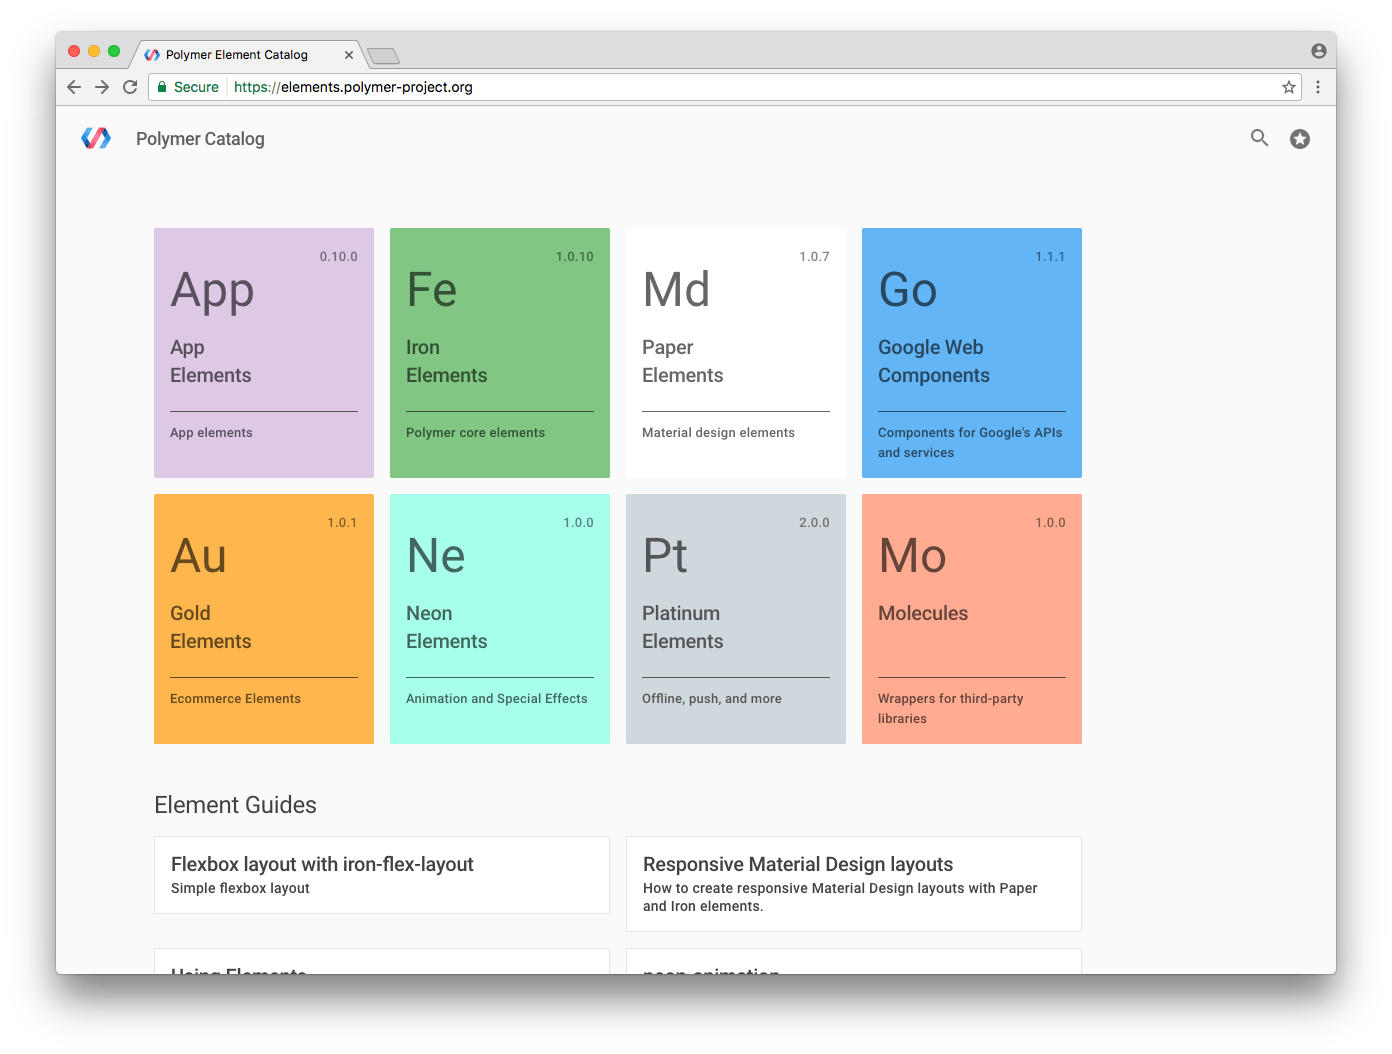 Polymer Element Catalog
Secure https://elements.polymer-project.org
Polymer Catalog
0.10.0
App
App
Elements
App elements
1.0.10
Fe
Iron
Elements
Polymer core elements
1.0.7
Md
Paper
Elements
Material design elements
1.1.1
Go
Google Web
Components
Components for Google's APIs
and services
1.0.1
Au
Gold
Elements
Ecommerce Elements
1.0.0
Ne
Neon
Elements
Animation and Special Effects
2.0.0
Pt
Platinum
Elements
Offline, push, and more
1.0.0
Mo
Molecules
Wrappers for third-party
libraries
Element Guides
Flexbox layout with iron-flex-layout
Simple flexbox layout
Responsive Material Design layouts
How to create responsive Material Design layouts with Paper
and Iron elements.
Using Elements
neon-animation